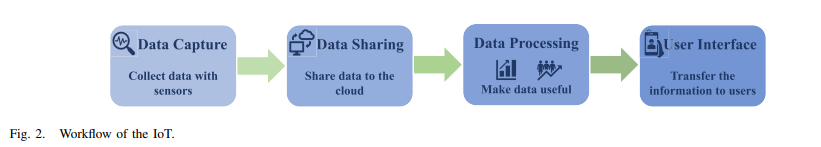 Data Capture
Collect data with
sensors
Data Sharing
Share data to the
cloud
Data Processing
Make data useful
User Interface
Transfer the
information to users
Fig. 2. Workflow of the IoT.